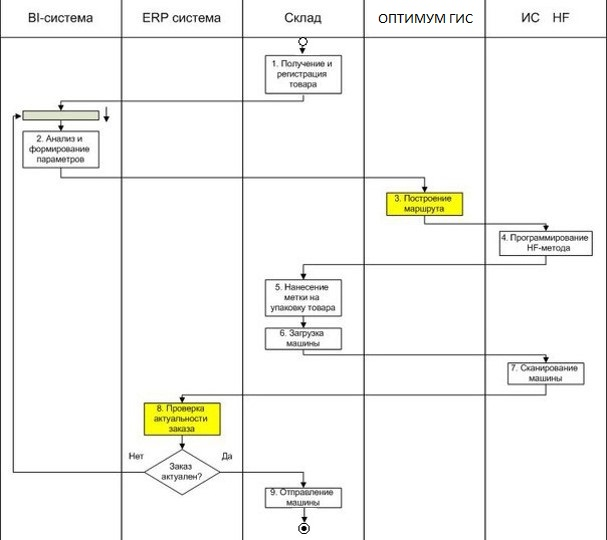 BI-система
ERP система
Склад
ОПТИМУМ ГИС
ИС HF
1. Получение и
регистрация
товара
2. Анализ и
формирование
параметров
3. Построение
маршрута
4. Программирование
HF-метода
5. Нанесение
метки на
упаковку товара
6. Загрузка
машины
7. Сканирование
машины
8. Проверка
актуальности
заказа
Нет
Да
Заказ
актуален?
9. Отправление
машины